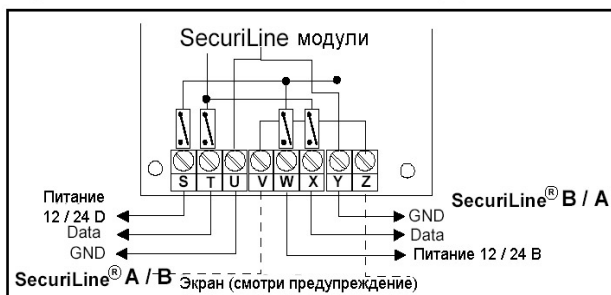 SecuriLine модули
S T U V W X Y Z
Питание
12 / 24 D
Data
GND
SecuriLine® A / B
Экран (смотри предупреждение)
SecuriLine® B / A
GND
Data
Питание 12 / 24 В